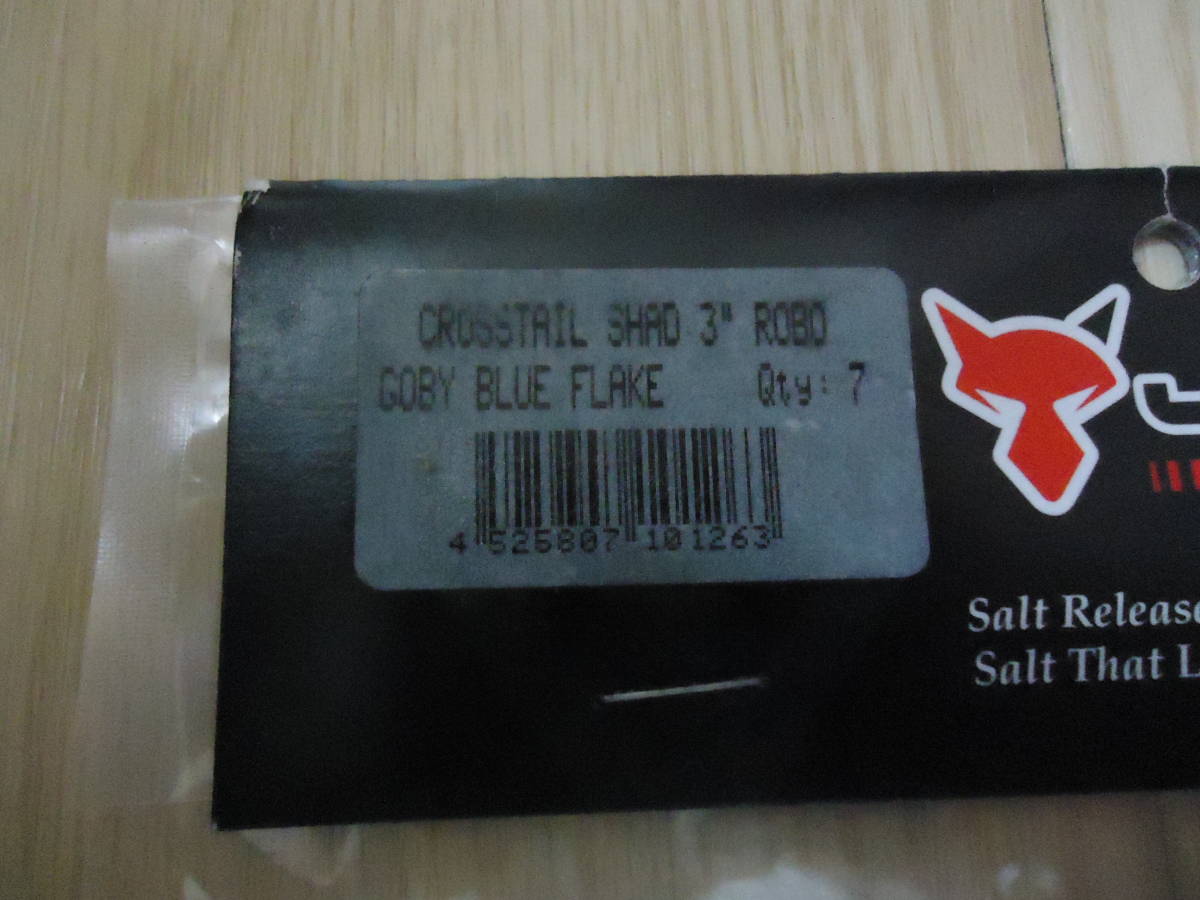 CROSSTAIL SHAD 3" ROBO
GOBY BLUE FLAKE Qty: 7
4 525807 101263
Salt Release
Salt That L